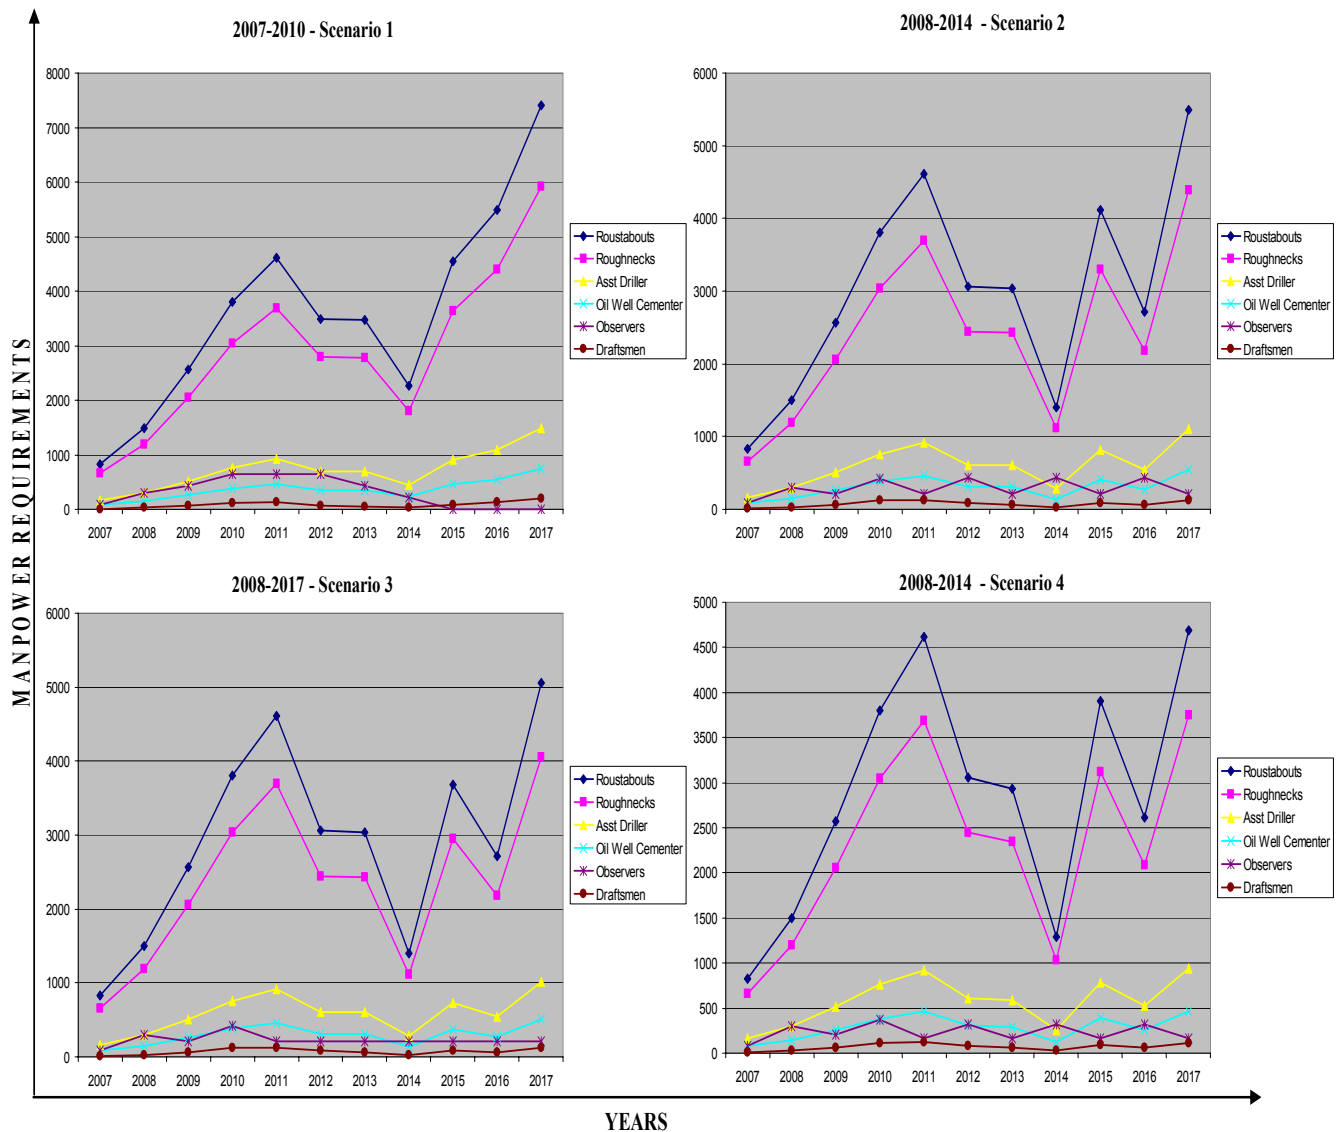 2007-2010 - Scenario 1
8000
7000
6000
5000
4000
3000
2000
1000
0
2007 2008 2009 2010 2011 2012 2013 2014 2015 2016 2017
Roustabouts
Roughnecks
Asst Driller
Oil Well Cementer
Observers
Draftsmen
2008-2014 - Scenario 2
6000
5000
4000
3000
2000
1000
0
2007 2008 2009 2010 2011 2012 2013 2014 2015 2016 2017
Roustabouts
Roughnecks
Asst Driller
Oil Well Cementer
Observers
Draftsmen
MANPOWER REQUIREMENTS
2008-2017 - Scenario 3
6000
5000
4000
3000
2000
1000
0
2007 2008 2009 2010 2011 2012 2013 2014 2015 2016 2017
Roustabouts
Roughnecks
Asst Driller
Oil Well Cementer
Observers
Draftsmen
2008-2014 - Scenario 4
5000
4500
4000
3500
3000
2500
2000
1500
1000
500
0
2007 2008 2009 2010 2011 2012 2013 2014 2015 2016 2017
Roustabouts
Roughnecks
Asst Driller
Oil Well Cementer
Observers
Draftsmen
YEARS